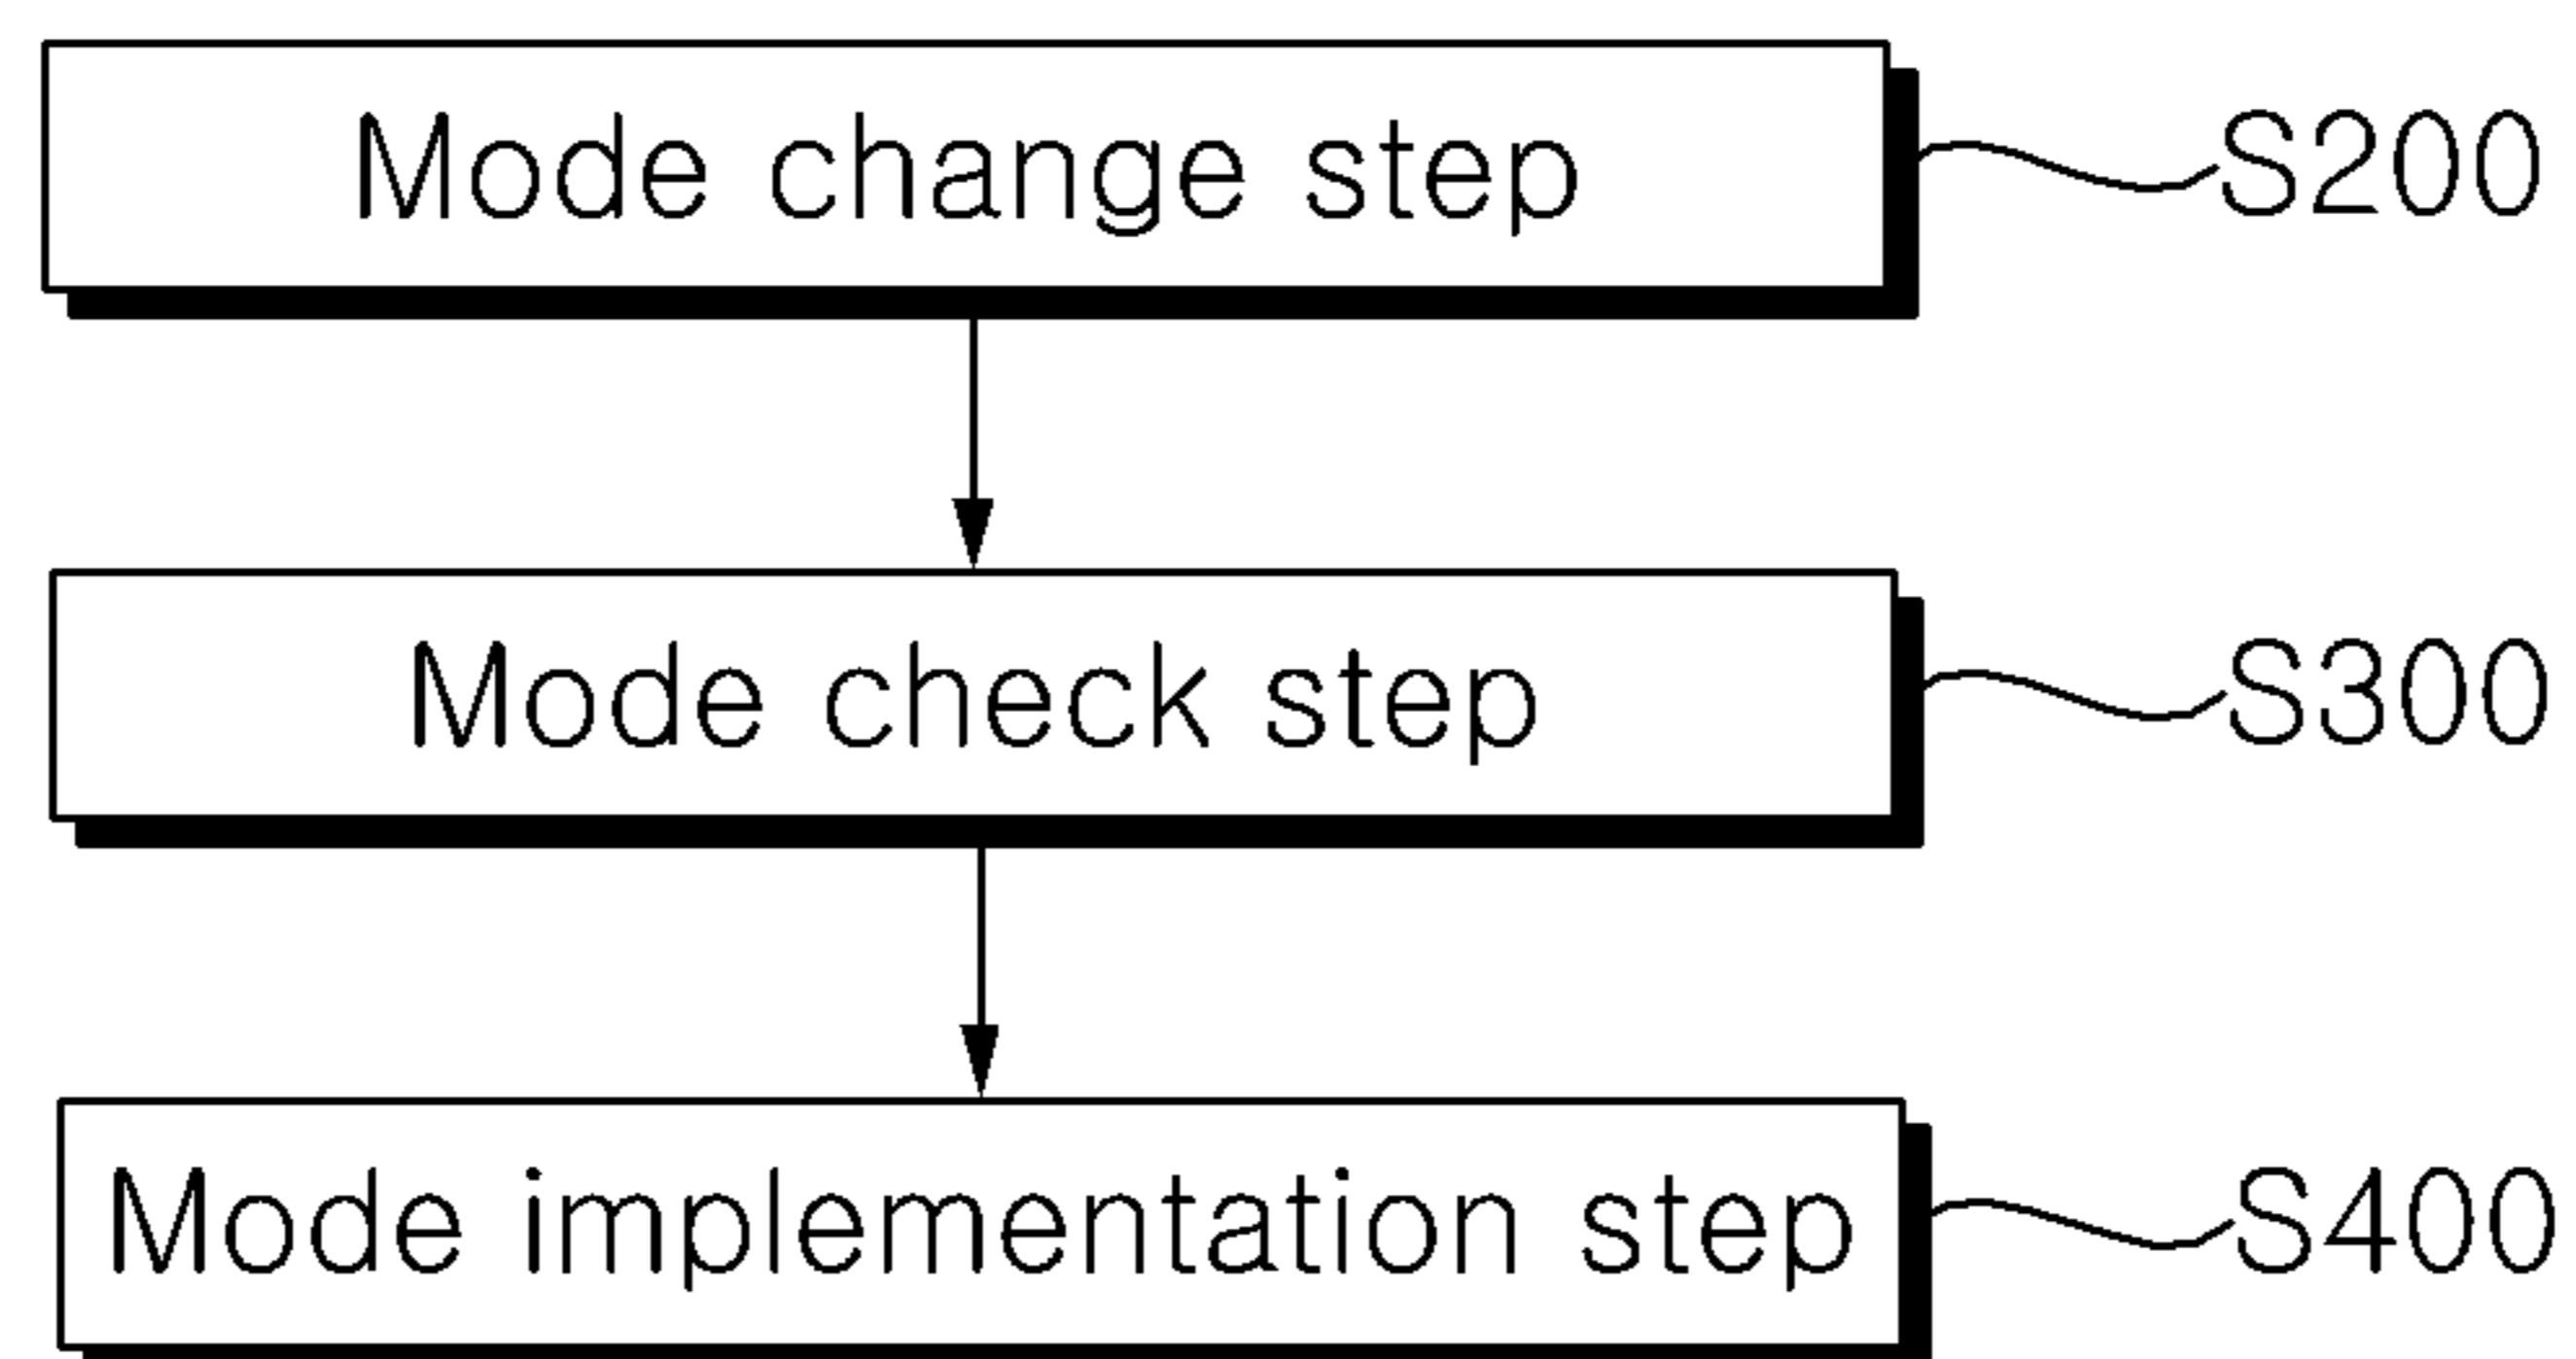 Mode change step S200
Mode check step S300
Mode implementation step S400